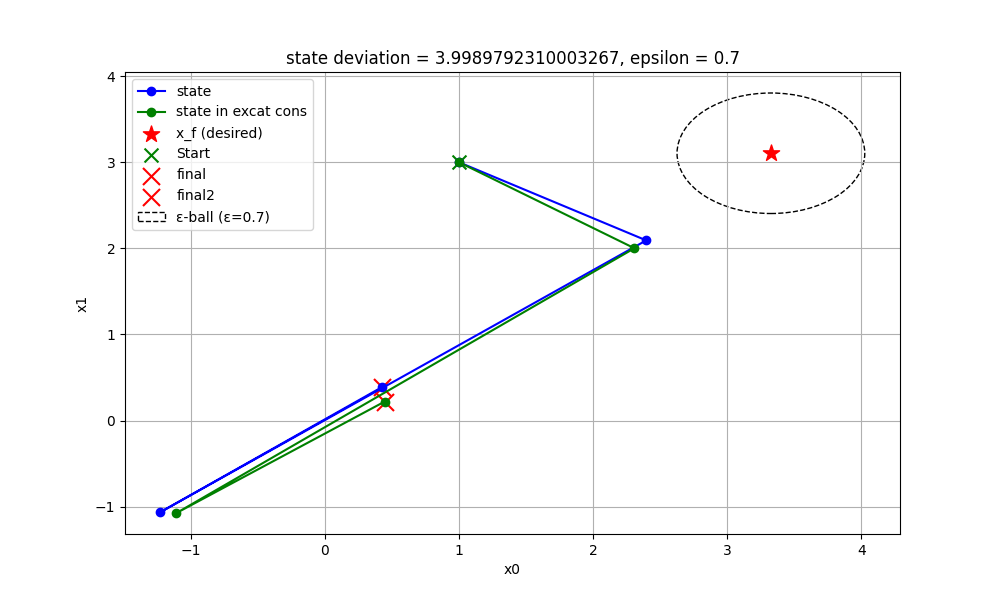 state deviation = 3.9989792310003267, epsilon = 0.7
state
state in excat cons
x_f (desired)
Start
final
final2
ε-ball (ε=0.7)
4
3
2
1
0
−1
x1
−1
0
1
2
3
4
x0